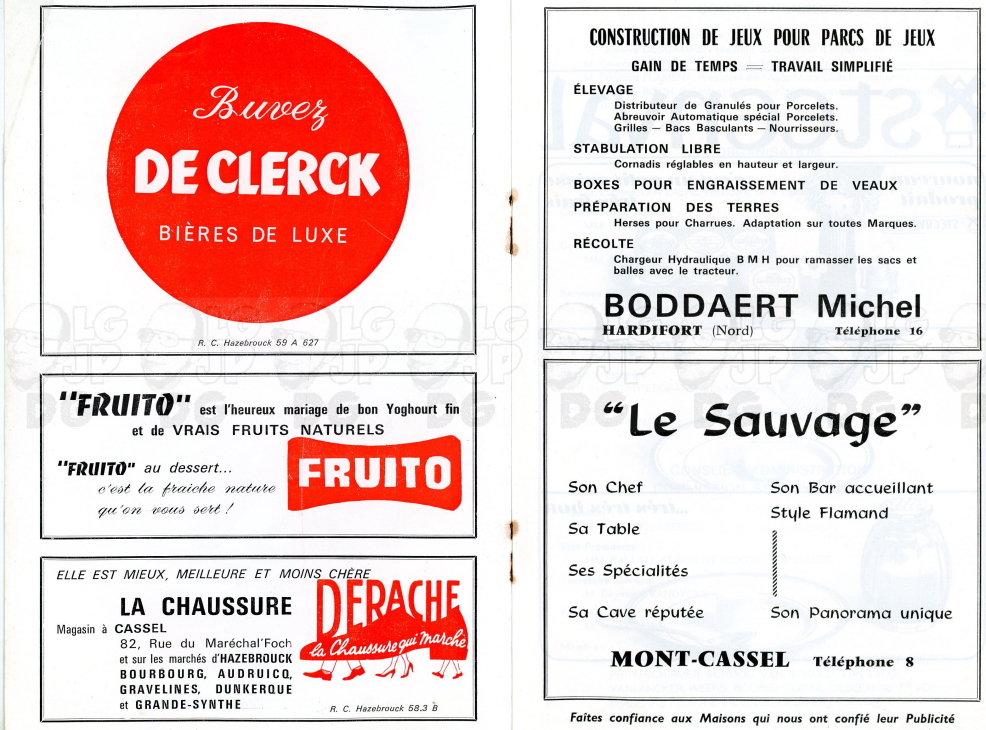 Buvez
DE CLERCK
BIÈRES DE LUXE
R. C. Hazebrouck 59 A 627
"FRUITO" est l'heureux mariage de bon Yoghourt fin
et de VRAIS FRUITS NATURELS
"FRUITO" au dessert...
c'est la fraiche nature
qu'on vous sert !
FRUITO
ELLE EST MIEUX, MEILLEURE ET MOINS CHÈRE
LA CHAUSSURE
DERACHE
la Chaussure qui marche
Magasin à CASSEL
82, Rue du Maréchal Foch
et sur les marchés d'HAZEBROUCK
BOURBOURG, AUDRUICQ,
GRAVELINES, DUNKERQUE
et GRANDE-SYNTHE
R. C. Hazebrouck 58.3 B
CONSTRUCTION DE JEUX POUR PARCS DE JEUX
GAIN DE TEMPS = TRAVAIL SIMPLIFIÉ
ÉLEVAGE
Distributeur de Granulés pour Porcelets.
Abreuvoir Automatique spécial Porcelets.
Grilles — Bacs Basculants — Nourrisseurs.
STABULATION LIBRE
Cornadis réglables en hauteur et largeur.
BOXES POUR ENGRAISSEMENT DE VEAUX
PRÉPARATION DES TERRES
Herses pour Charrues. Adaptation sur toutes Marques.
RÉCOLTE
Chargeur Hydraulique B M H pour ramasser les sacs et
balles avec le tracteur.
BODDAERT Michel
HARDIFORT (Nord) Téléphone 16
"Le Sauvage"
Son Chef
Sa Table
Ses Spécialités
Sa Cave réputée
Son Bar accueillant
Style Flamand
Son Panorama unique
MONT-CASSEL Téléphone 8
Faites confiance aux Maisons qui nous ont confié leur Publicité
LG
JP
DG